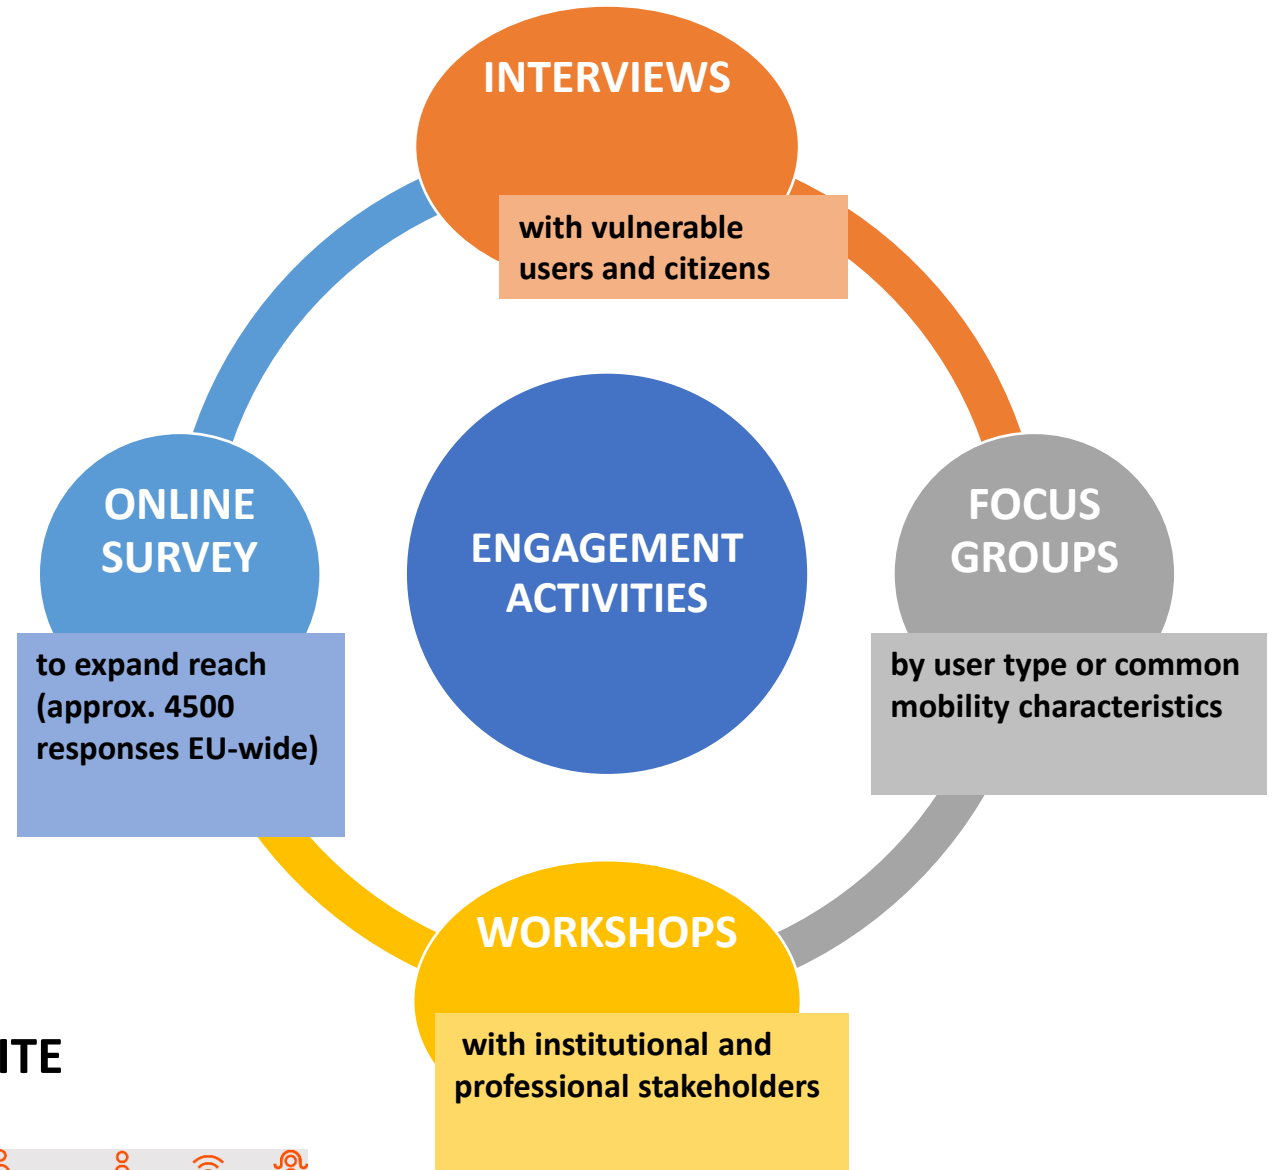 INTERVIEWS
with vulnerable
users and citizens
ONLINE
SURVEY
to expand reach
(approx. 4500
responses EU-wide)
ENGAGEMENT
ACTIVITIES
FOCUS
GROUPS
by user type or common
mobility characteristics
WORKSHOPS
with institutional and
professional stakeholders
ITE